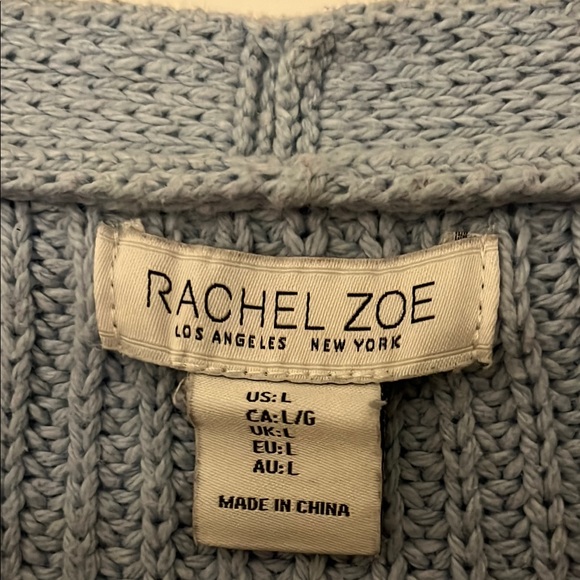 RACHEL ZOE
LOS ANGELES NEW YORK
US: L
CA: L/G
UK: L
EU: L
AU: L
MADE IN CHINA